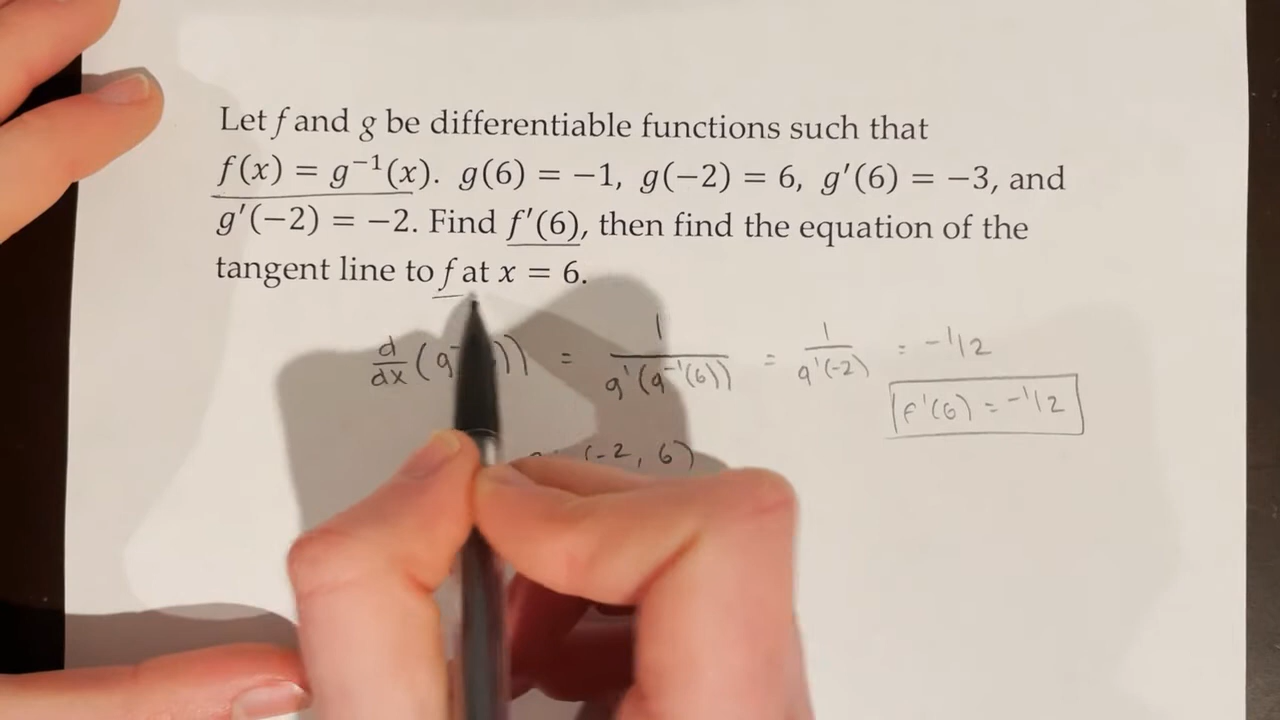 Let f and g be differentiable functions such that
f(x) = g⁻¹(x). g(6) = −1, g(−2) = 6, g′(6) = −3, and
g′(−2) = −2. Find f′(6), then find the equation of the
tangent line to f at x = 6.
d/dx (g⁻ )) = 1/(g'(g⁻¹(6))) = 1/(g'(-2)) = -1/2
f'(6) = -1/2
(-2, 6)